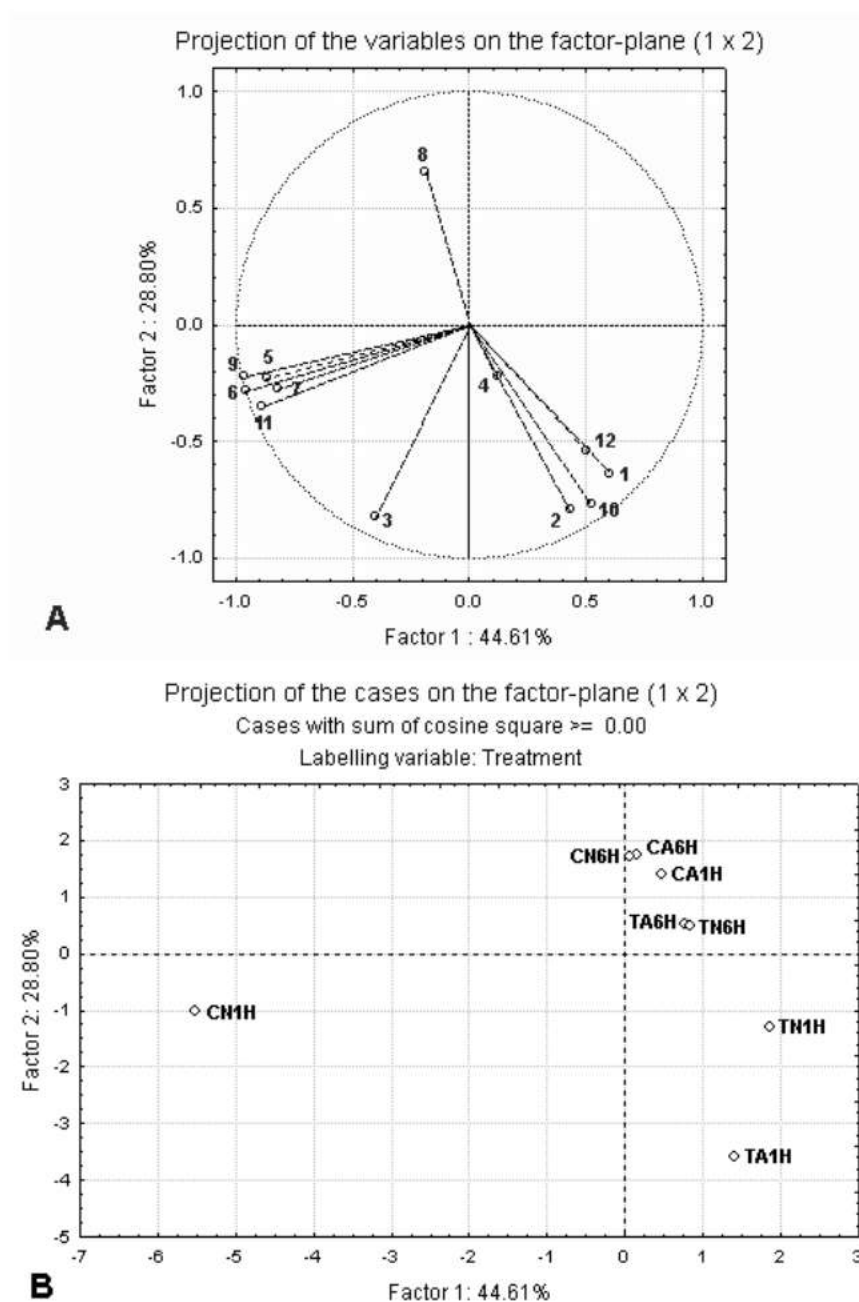 Projection of the variables on the factor-plane (1 x 2)
1.0
0.5
0.0
-0.5
-1.0
Factor 2 : 28.80%
8
9
5
6
7
11
3
4
12
1
2
10
-1.0 -0.5 0.0 0.5 1.0
Factor 1 : 44.61%
A
Projection of the cases on the factor-plane (1 x 2)
Cases with sum of cosine square >= 0.00
Labelling variable: Treatment
3
2
1
0
-1
-2
-3
-4
-5
Factor 2: 28.80%
CN6H CA6H
CA1H
TA6H TN6H
CN1H
TN1H
TA1H
-7 -6 -5 -4 -3 -2 -1 0 1 2 3
Factor 1: 44.61%
B